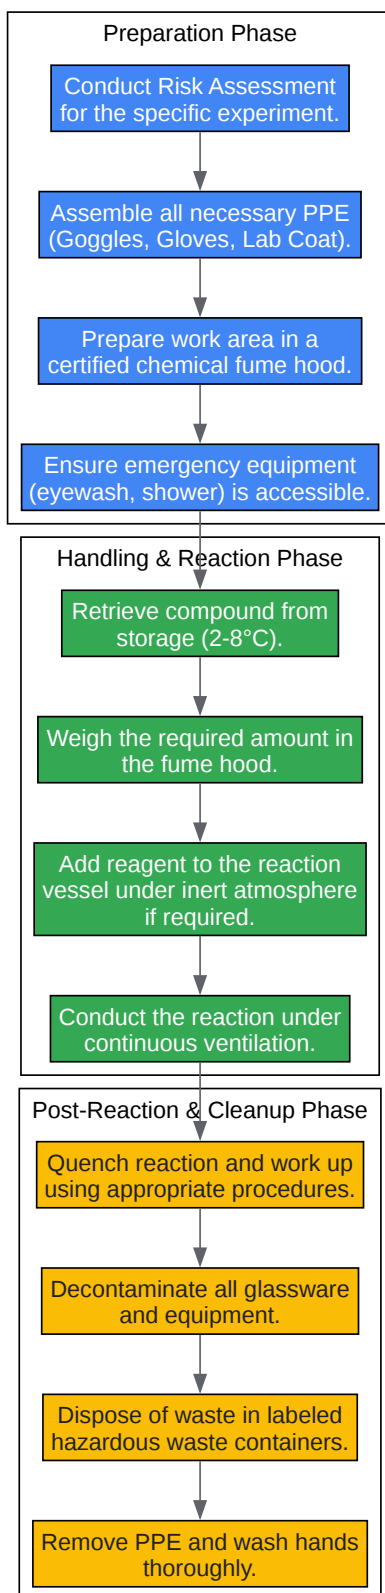 Preparation Phase
Conduct Risk Assessment
for the specific experiment.
Assemble all necessary PPE
(Goggles, Gloves, Lab Coat).
Prepare work area in a
certified chemical fume hood.
Ensure emergency equipment
(eyewash, shower) is accessible.
Handling & Reaction Phase
Retrieve compound from
storage (2-8°C).
Weigh the required amount in
the fume hood.
Add reagent to the reaction
vessel under inert atmosphere
if required.
Conduct the reaction under
continuous ventilation.
Post-Reaction & Cleanup Phase
Quench reaction and work up
using appropriate procedures.
Decontaminate all glassware
and equipment.
Dispose of waste in labeled
hazardous waste containers.
Remove PPE and wash hands
thoroughly.